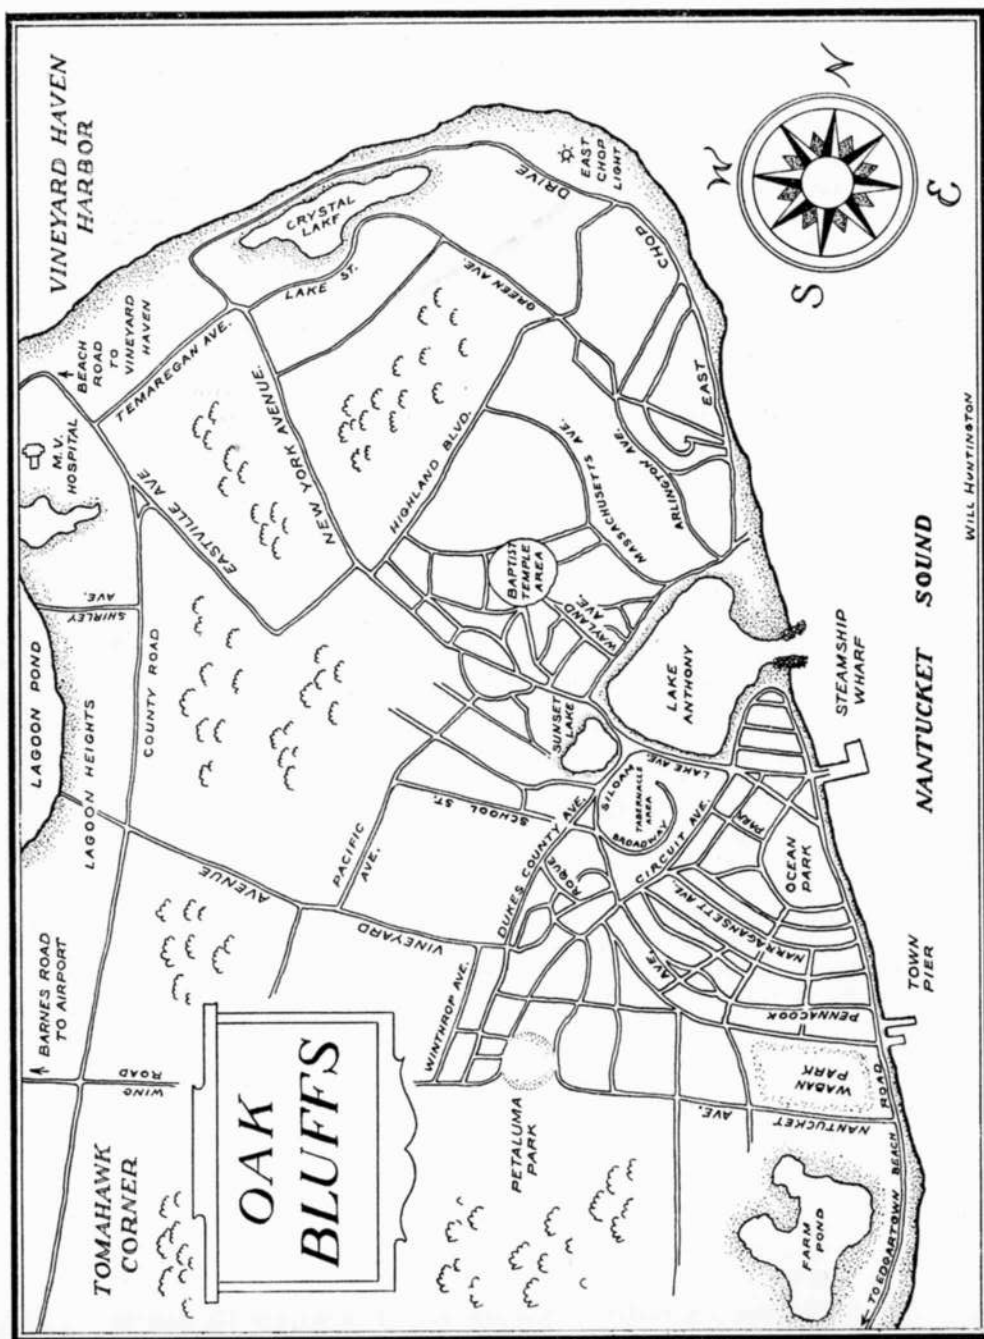 VINEYARD HAVEN
HARBOR
BEACH
ROAD
TO
VINEYARD
HAVEN
M.V.
HOSPITAL
LAGOON POND
LAGOON HEIGHTS
SHIRLEY
AVE.
COUNTY ROAD
EASTVILLE AVE
TEMAREGAN AVE.
NEW YORK AVENUE.
LAKE ST.
CRYSTAL
LAKE
EAST
CHOP
LIGHT
EAST CHOP DRIVE
GREEN AVE.
HIGHLAND BLVD.
MASSACHUSETTS AVE.
ARLINGTON AVE.
BAPTIST
TEMPLE
AREA
WAYLAND
AVE.
SUNSET
LAKE
LAKE
ANTHONY
N
W
S
E
BARNES ROAD
TO AIRPORT
WING
ROAD
TOMAHAWK
CORNER
OAK
BLUFFS
VINEYARD AVENUE
PACIFIC
AVE.
SCHOOL ST.
DUKES COUNTY AVE.
WINTHROP AVE.
SILOAM
TABERNACLE
AREA
BROADWAY
ROQUE
AVE.
CIRCUIT AVE.
LAKE AVE.
PARK
OCEAN
PARK
NARRAGANSETT AVE.
PENNACOOK
AVE.
PETALUMA
PARK
WABAN
PARK
NANTUCKET AVE.
FARM
POND
TO EDGARTOWN BEACH ROAD
TOWN
PIER
STEAMSHIP
WHARF
NANTUCKET SOUND
WILL HUNTINGTON